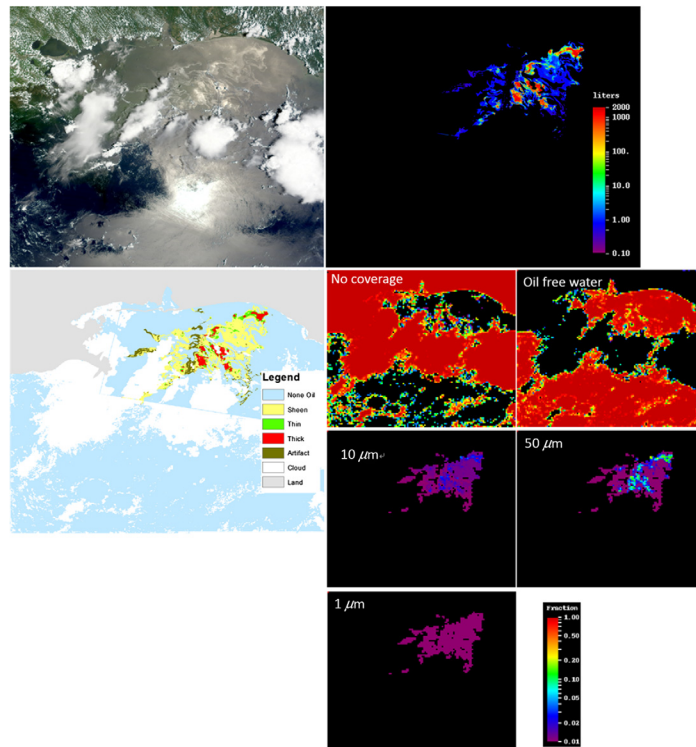 liters
2000
1000
100.
10.0
1.00
0.10
No coverage
Oil free water
Legend
None Oil
Sheen
Thin
Thick
Artifact
Cloud
Land
10 µm
50 µm
1 µm
Fraction
1.00
0.50
0.20
0.10
0.05
0.02
0.01